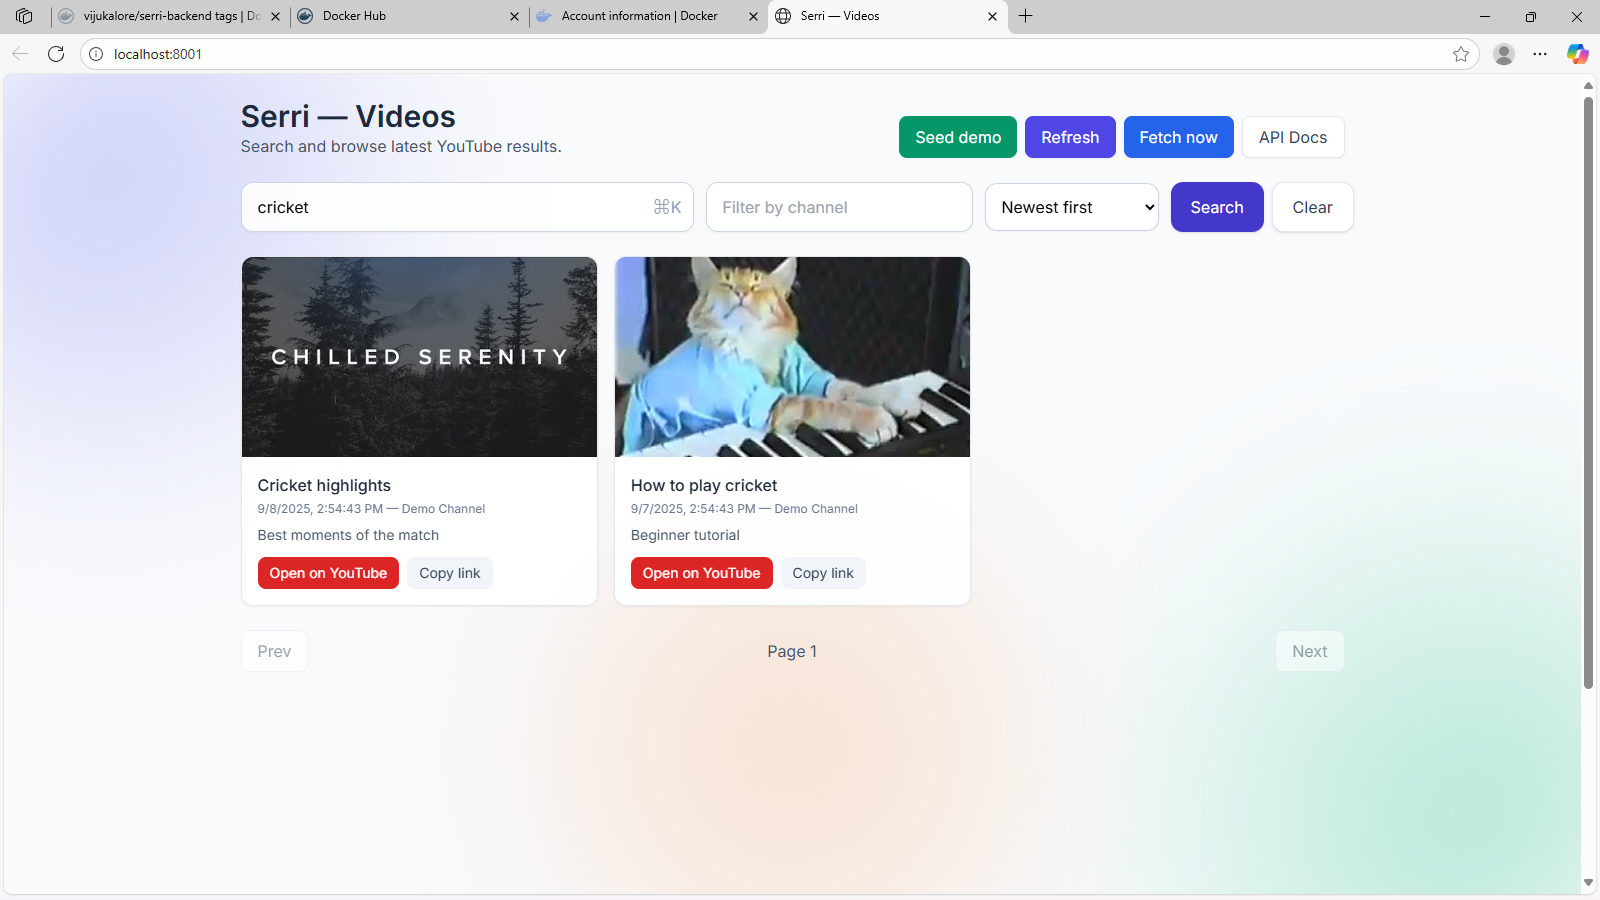 vijukalore/serri-backend tags | Do
Docker Hub
Account information | Docker
Serri — Videos
localhost:8001
Serri — Videos
Search and browse latest YouTube results.
Seed demo
Refresh
Fetch now
API Docs
cricket
⌘K
Filter by channel
Newest first
Search
Clear
CHILLED SERENITY
Cricket highlights
9/8/2025, 2:54:43 PM — Demo Channel
Best moments of the match
Open on YouTube
Copy link
How to play cricket
9/7/2025, 2:54:43 PM — Demo Channel
Beginner tutorial
Open on YouTube
Copy link
Prev
Page 1
Next